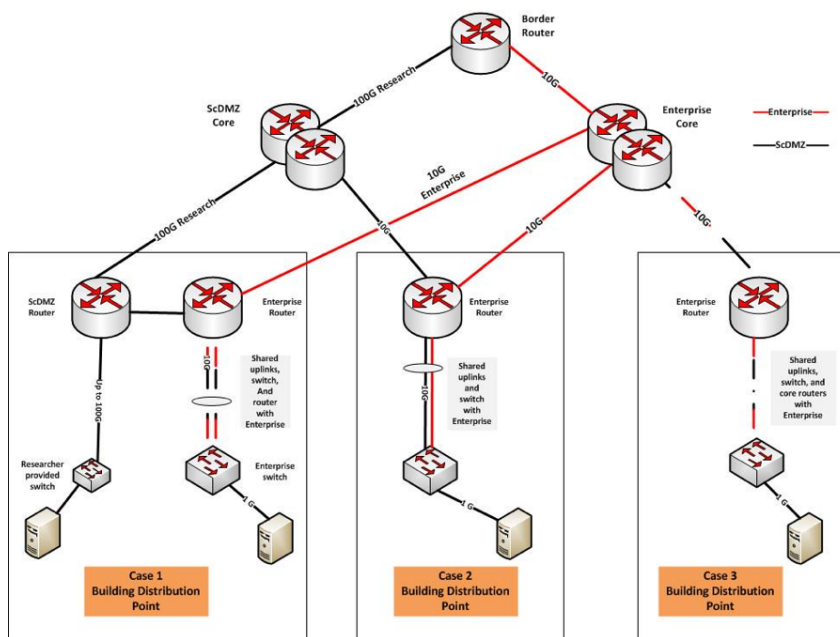 Border
Router
100G Research
10G
ScDMZ
Core
Enterprise
Core
Enterprise
ScDMZ
10G
Enterprise
100G Research
10G
10G
10G
ScDMZ
Router
Enterprise
Router
Enterprise
Router
Enterprise
Router
Up to 100G
10G
Shared
uplinks,
switch,
And
router
with
Enterprise
10G
Shared
uplinks
and
switch
with
Enterprise
Shared
uplinks,
switch, and
core routers
with
Enterprise
Researcher
provided
switch
Enterprise
switch
1 G
1 G
1 G
Case 1
Building Distribution
Point
Case 2
Building Distribution
Point
Case 3
Building Distribution
Point